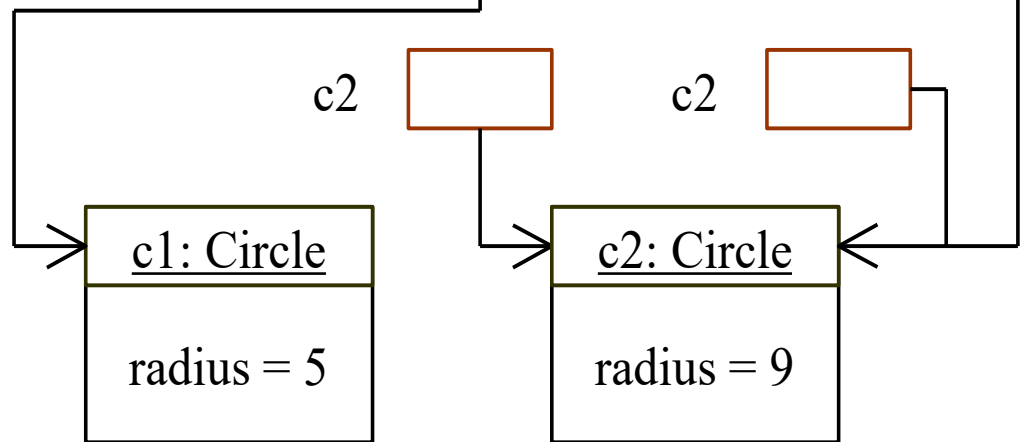 c2 c2
c1: Circle c2: Circle
radius = 5 radius = 9